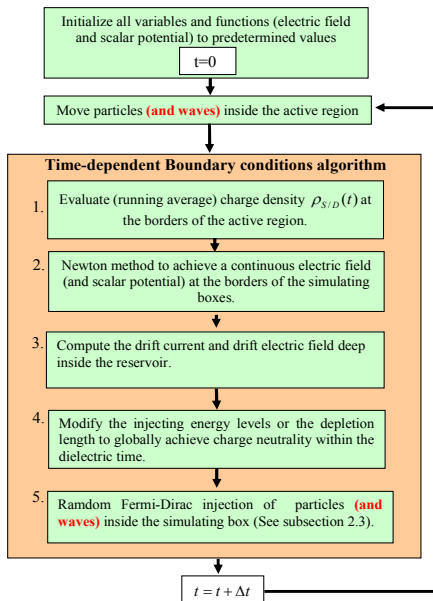 Initialize all variables and functions (electric field
and scalar potential) to predetermined values
t=0
Move particles (and waves) inside the active region
Time-dependent Boundary conditions algorithm
1. Evaluate (running average) charge density ρ_{S/D}(t) at
the borders of the active region.
2. Newton method to achieve a continuous electric field
(and scalar potential) at the borders of the simulating
boxes.
3. Compute the drift current and drift electric field deep
inside the reservoir.
4. Modify the injecting energy levels or the depletion
length to globally achieve charge neutrality within the
dielectric time.
5. Ramdom Fermi-Dirac injection of particles (and
waves) inside the simulating box (See subsection 2.3).
t = t + Δt